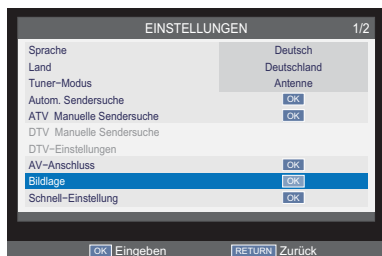 EINSTELLUNGEN 1/2
Sprache Deutsch
Land Deutschland
Tuner-Modus Antenne
Autom. Sendersuche OK
ATV Manuelle Sendersuche OK
DTV Manuelle Sendersuche
DTV-Einstellungen
AV-Anschluss OK
Bildlage OK
Schnell-Einstellung OK
OK Eingeben RETURN Zurück